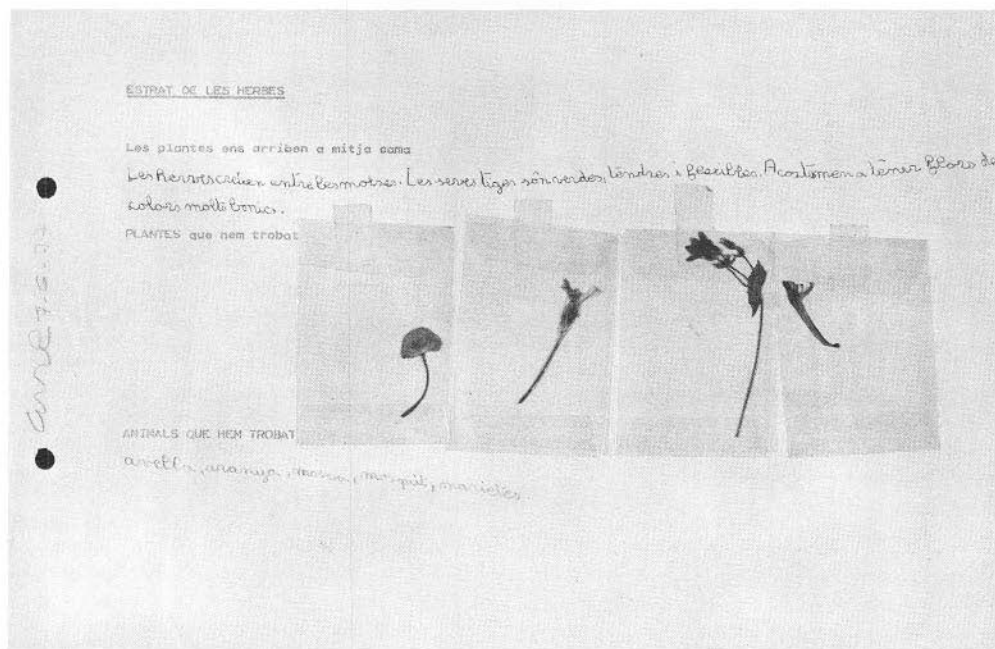 ESTRAT DE LES HERBES
Les plantes ens arriben a mitja cama
Les herves creixen entre les molses. Les seves tiges són verdes, tendres i flexibles. Acostumen a tenir flors de
colors molt bonics.
PLANTES que hem trobat
ANIMALS QUE HEM TROBAT
avella, aranya, mosca, mosquit, marietes.